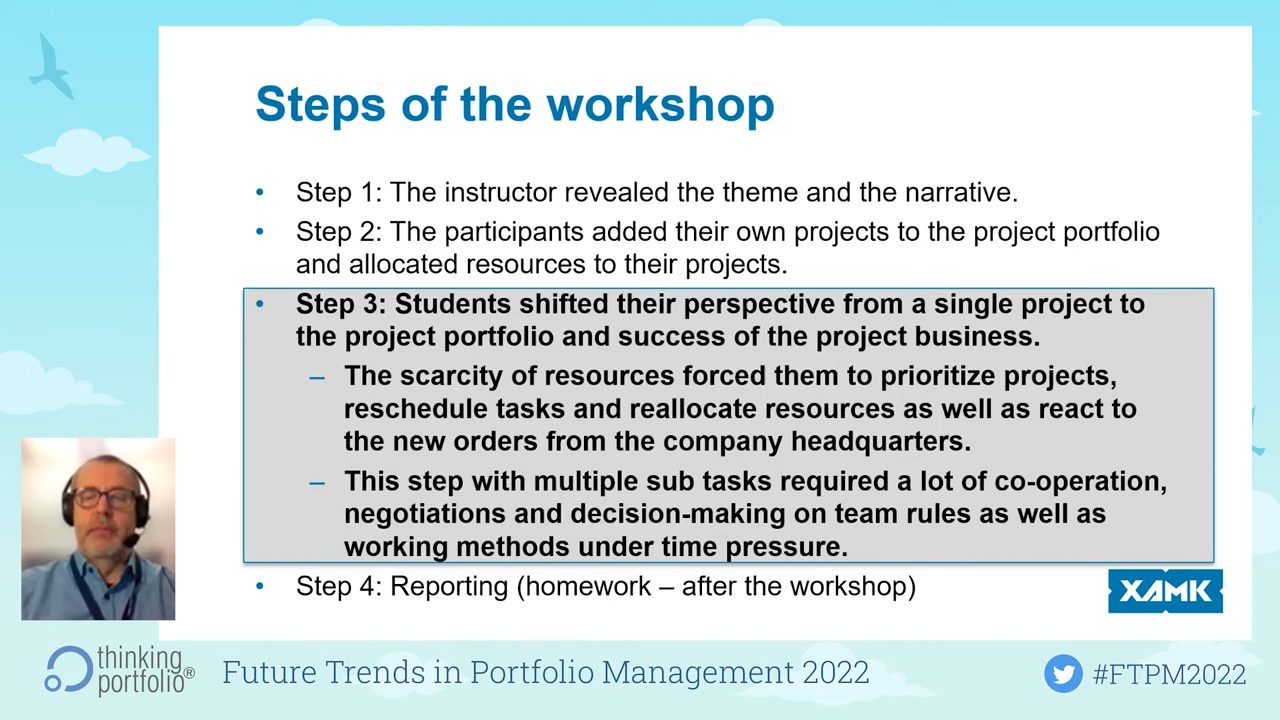 Steps of the workshop
• Step 1: The instructor revealed the theme and the narrative.
• Step 2: The participants added their own projects to the project portfolio
and allocated resources to their projects.
• Step 3: Students shifted their perspective from a single project to
the project portfolio and success of the project business.
– The scarcity of resources forced them to prioritize projects,
reschedule tasks and reallocate resources as well as react to
the new orders from the company headquarters.
– This step with multiple sub tasks required a lot of co-operation,
negotiations and decision-making on team rules as well as
working methods under time pressure.
• Step 4: Reporting (homework – after the workshop)
XAMK
thinking
portfolio®
Future Trends in Portfolio Management 2022
#FTPM2022